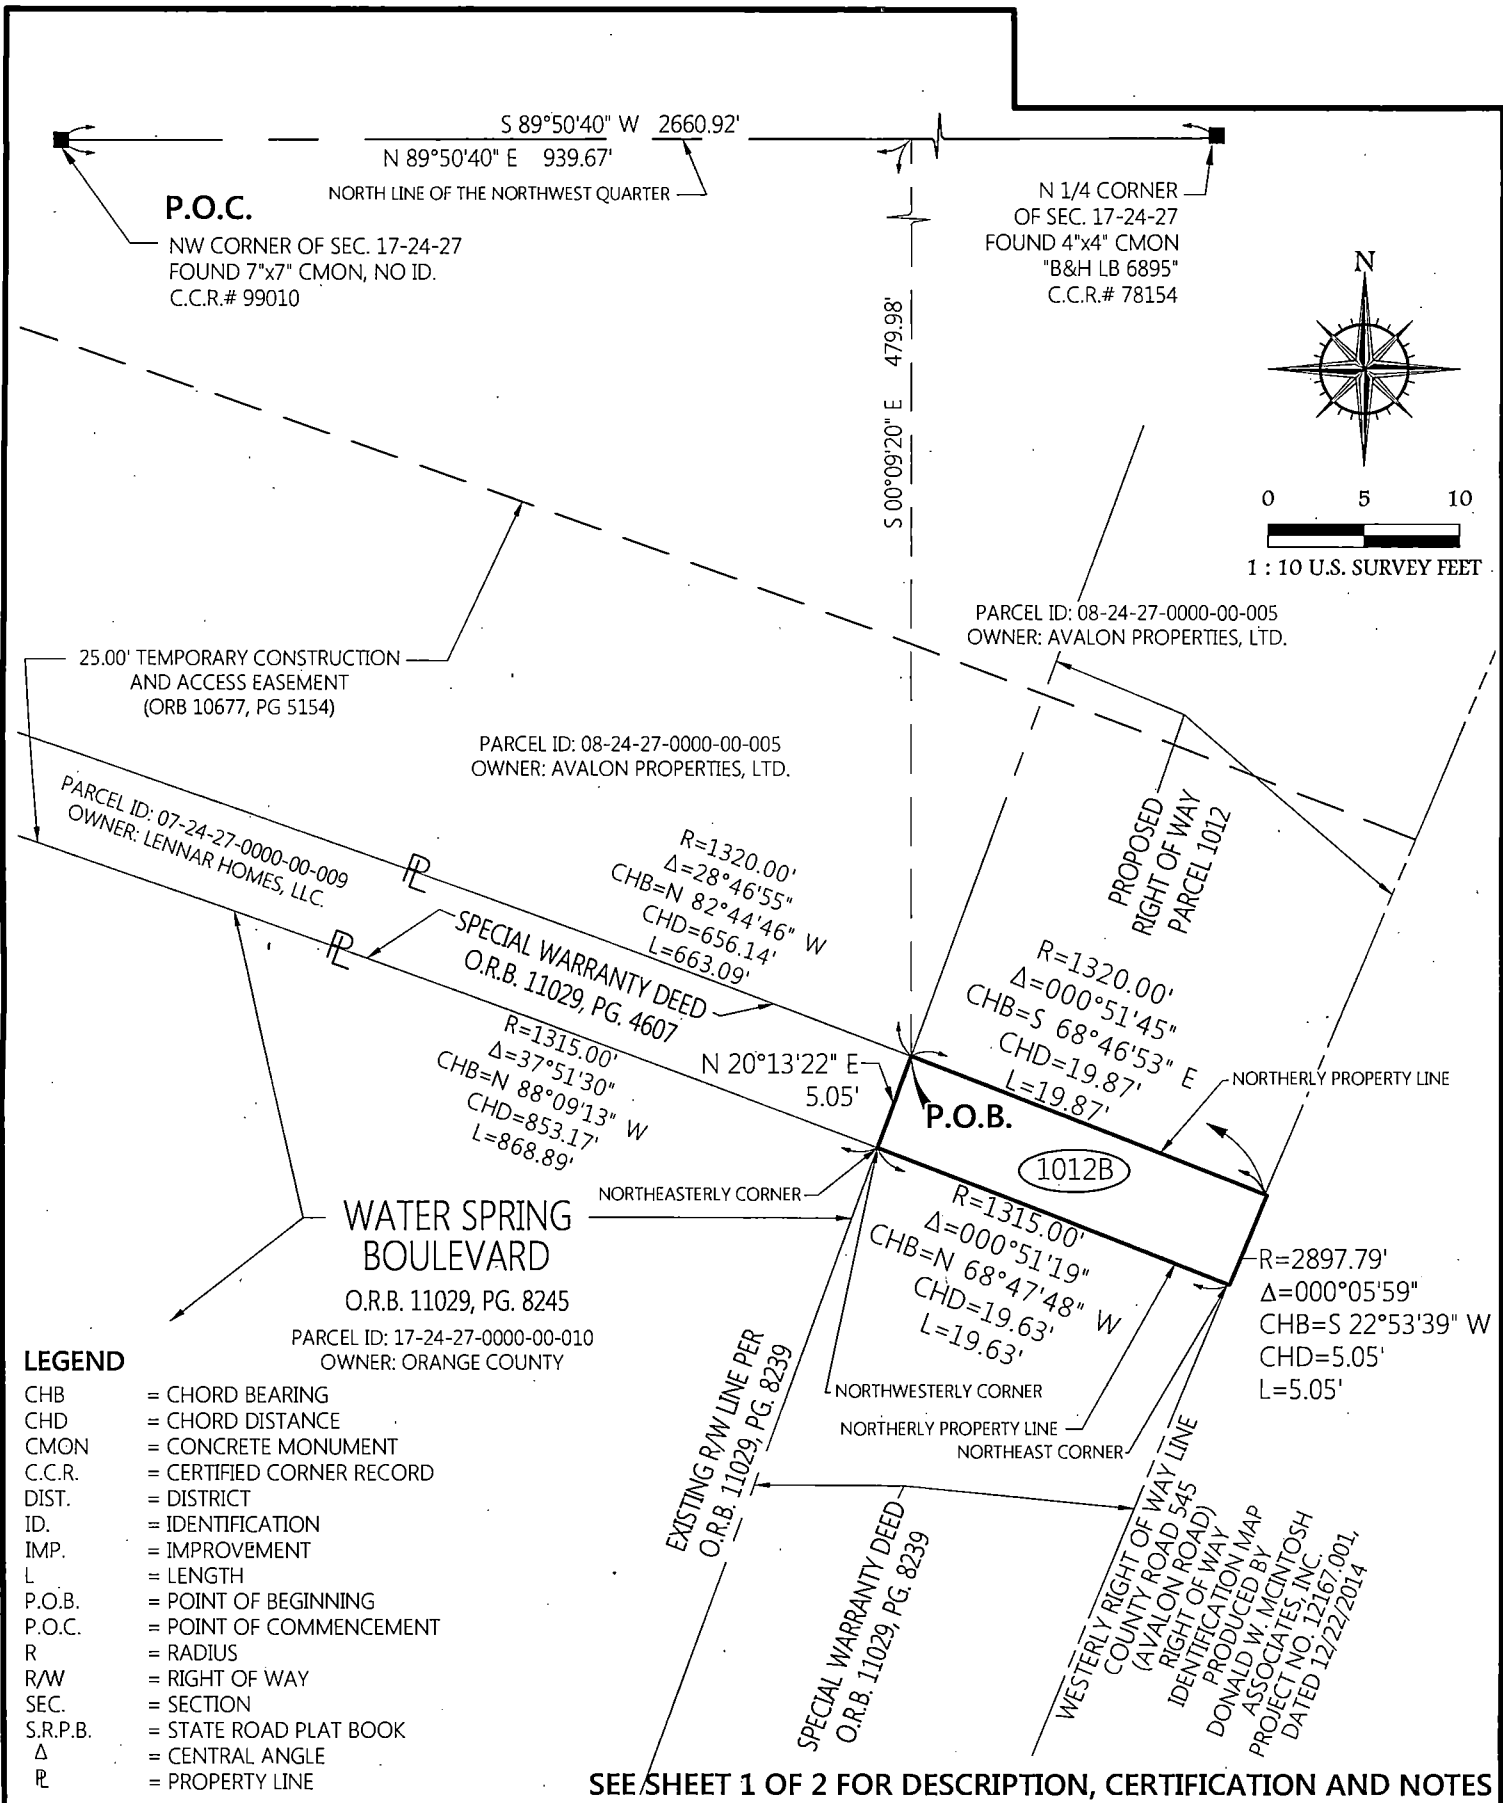 S 89°50'40" W 2660.92'
N 89°50'40" E 939.67'
NORTH LINE OF THE NORTHWEST QUARTER
P.O.C.
NW CORNER OF SEC. 17-24-27
FOUND 7"x7" CMON, NO ID.
C.C.R.# 99010
N 1/4 CORNER
OF SEC. 17-24-27
FOUND 4"x4" CMON
"B&H LB 6895"
C.C.R.# 78154
N
S 00°09'20" E 479.98'
0 5 10
1 : 10 U.S. SURVEY FEET
PARCEL ID: 08-24-27-0000-00-005
OWNER: AVALON PROPERTIES, LTD.
25.00' TEMPORARY CONSTRUCTION
AND ACCESS EASEMENT
(ORB 10677, PG 5154)
PARCEL ID: 08-24-27-0000-00-005
OWNER: AVALON PROPERTIES, LTD.
PARCEL ID: 07-24-27-0000-00-009
OWNER: LENNAR HOMES, LLC.
PROPOSED
RIGHT OF WAY
PARCEL 1012
R=1320.00'
Δ=28°46'55"
CHB=N 82°44'46" W
CHD=656.14'
L=663.09'
SPECIAL WARRANTY DEED
O.R.B. 11029, PG. 4607
R=1315.00'
Δ=37°51'30"
CHB=N 88°09'13" W
CHD=853.17'
L=868.89'
R=1320.00'
Δ=000°51'45"
CHB=S 68°46'53" E
CHD=19.87'
L=19.87'
N 20°13'22" E
5.05'
NORTHERLY PROPERTY LINE
P.O.B.
1012B
NORTHEASTERLY CORNER
WATER SPRING
BOULEVARD
O.R.B. 11029, PG. 8245
PARCEL ID: 17-24-27-0000-00-010
OWNER: ORANGE COUNTY
R=1315.00'
Δ=000°51'19"
CHB=N 68°47'48" W
CHD=19.63'
L=19.63'
R=2897.79'
Δ=000°05'59"
CHB=S 22°53'39" W
CHD=5.05'
L=5.05'
NORTHWESTERLY CORNER
NORTHERLY PROPERTY LINE
NORTHEAST CORNER
EXISTING R/W LINE PER
O.R.B. 11029, PG. 8239
SPECIAL WARRANTY DEED
O.R.B. 11029, PG. 8239
WESTERLY RIGHT OF WAY LINE
COUNTY ROAD 545
(AVALON ROAD)
RIGHT OF WAY
IDENTIFICATION MAP
PRODUCED BY
DONALD W. MCINTOSH
ASSOCIATES, INC.
PROJECT NO. 12167.001,
DATED 12/22/2014
LEGEND
CHB = CHORD BEARING
CHD = CHORD DISTANCE
CMON = CONCRETE MONUMENT
C.C.R. = CERTIFIED CORNER RECORD
DIST. = DISTRICT
ID. = IDENTIFICATION
IMP. = IMPROVEMENT
L = LENGTH
P.O.B. = POINT OF BEGINNING
P.O.C. = POINT OF COMMENCEMENT
R = RADIUS
R/W = RIGHT OF WAY
SEC. = SECTION
S.R.P.B. = STATE ROAD PLAT BOOK
Δ = CENTRAL ANGLE
℄ = PROPERTY LINE
SEE SHEET 1 OF 2 FOR DESCRIPTION, CERTIFICATION AND NOTES